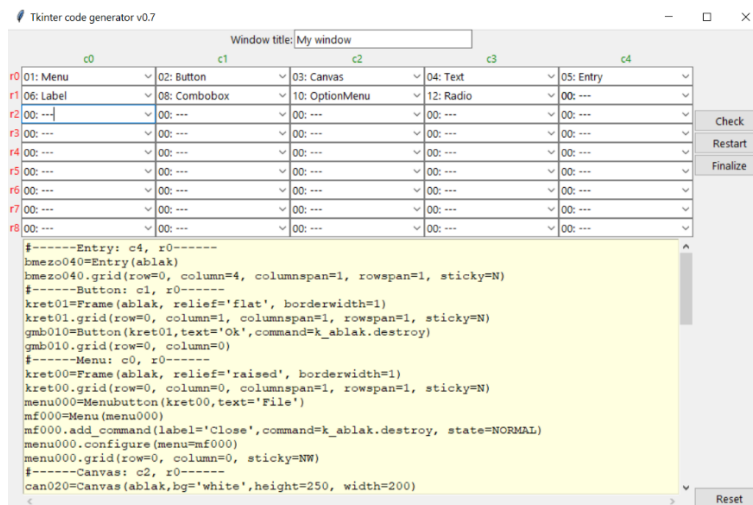 Tkinter code generator v0.7
Window title: My window
c0 c1 c2 c3 c4
r0 01: Menu 02: Button 03: Canvas 04: Text 05: Entry
r1 06: Label 08: Combobox 10: OptionMenu 12: Radio 00: ---
r2 00: --- 00: --- 00: --- 00: --- 00: ---
Check
r3 00: --- 00: --- 00: --- 00: --- 00: ---
Restart
r4 00: --- 00: --- 00: --- 00: --- 00: ---
Finalize
r5 00: --- 00: --- 00: --- 00: --- 00: ---
r6 00: --- 00: --- 00: --- 00: --- 00: ---
r7 00: --- 00: --- 00: --- 00: --- 00: ---
r8 00: --- 00: --- 00: --- 00: --- 00: ---
#------Entry: c4, r0------
bmezo040=Entry(ablak)
bmezo040.grid(row=0, column=4, columnspan=1, rowspan=1, sticky=N)
#------Button: c1, r0------
kret01=Frame(ablak, relief='flat', borderwidth=1)
kret01.grid(row=0, column=1, columnspan=1, rowspan=1, sticky=N)
gmb010=Button(kret01,text='Ok',command=k_ablak.destroy)
gmb010.grid(row=0, column=0)
#------Menu: c0, r0------
kret00=Frame(ablak, relief='raised', borderwidth=1)
kret00.grid(row=0, column=0, columnspan=1, rowspan=1, sticky=N)
menu000=Menubutton(kret00,text='File')
mf000=Menu(menu000)
mf000.add_command(label='Close',command=k_ablak.destroy, state=NORMAL)
menu000.configure(menu=mf000)
menu000.grid(row=0, column=0, sticky=NW)
#------Canvas: c2, r0------
can020=Canvas(ablak,bg='white',height=250, width=200)
Reset